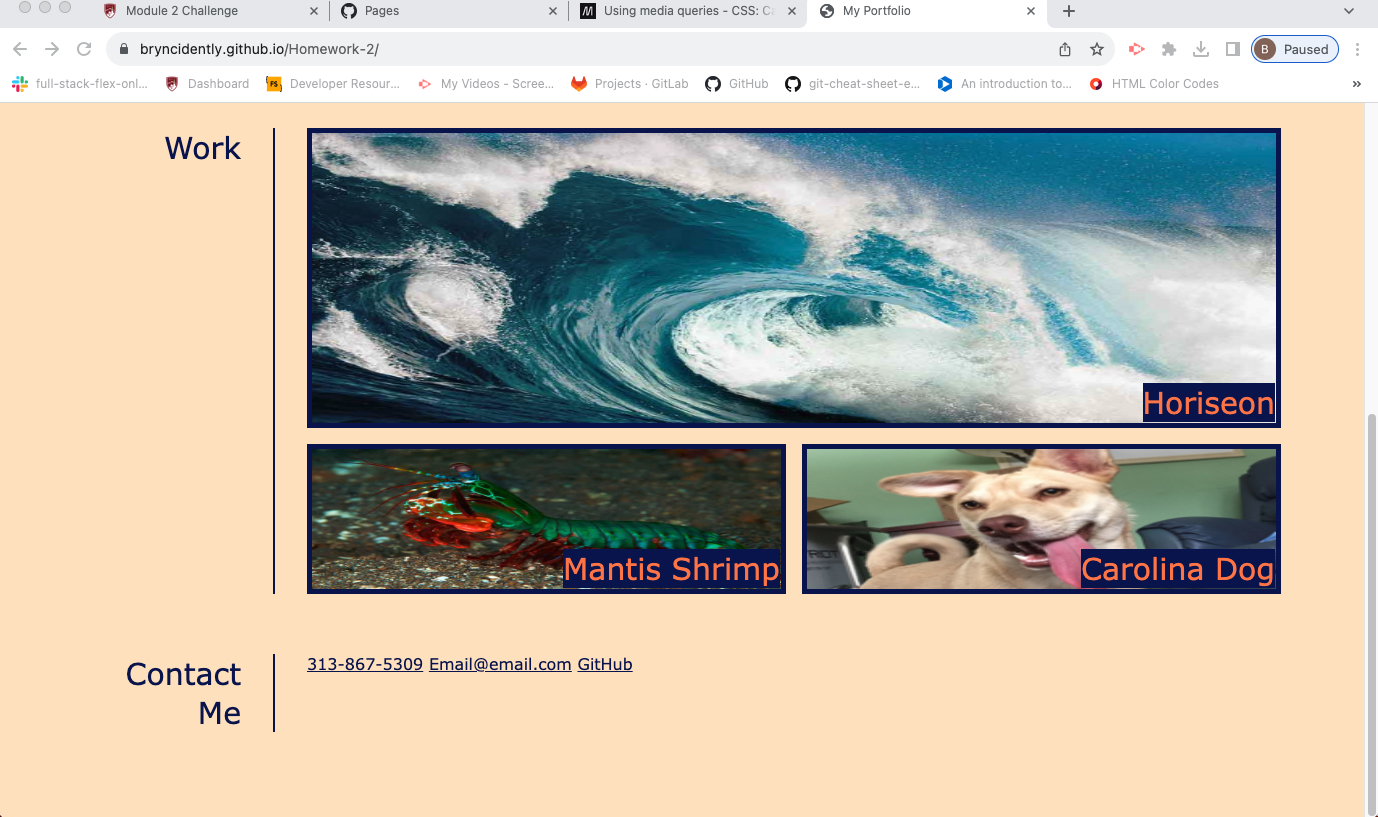 Module 2 Challenge
Pages
Using media queries - CSS: Ca
My Portfolio
bryncidently.github.io/Homework-2/
B
Paused
full-stack-flex-onl...
Dashboard
FS
Developer Resour...
My Videos - Scree...
Projects · GitLab
GitHub
git-cheat-sheet-e...
An introduction to...
HTML Color Codes
»
Work
Horiseon
Mantis Shrimp
Carolina Dog
Contact
Me
313-867-5309 Email@email.com GitHub